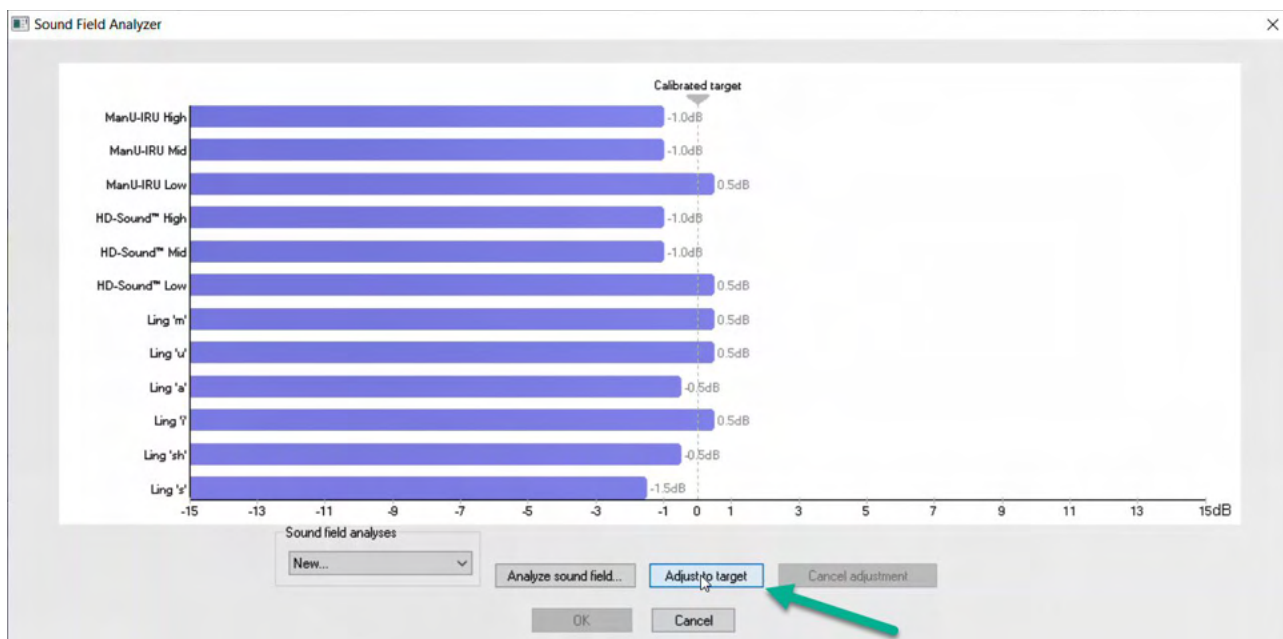 Sound Field Analyzer
Calibrated target
ManU-IRU High -1.0dB
ManU-IRU Mid -1.0dB
ManU-IRU Low 0.5dB
HD-Sound™ High -1.0dB
HD-Sound™ Mid -1.0dB
HD-Sound™ Low 0.5dB
Ling 'm' 0.5dB
Ling 'u' 0.5dB
Ling 'a' -0.5dB
Ling 'i' 0.5dB
Ling 'sh' -0.5dB
Ling 's' -1.5dB
-15 -13 -11 -9 -7 -5 -3 -1 0 1 3 5 7 9 11 13 15dB
Sound field analyses
New...
Analyze sound field... Adjust to target Cancel adjustment
OK Cancel